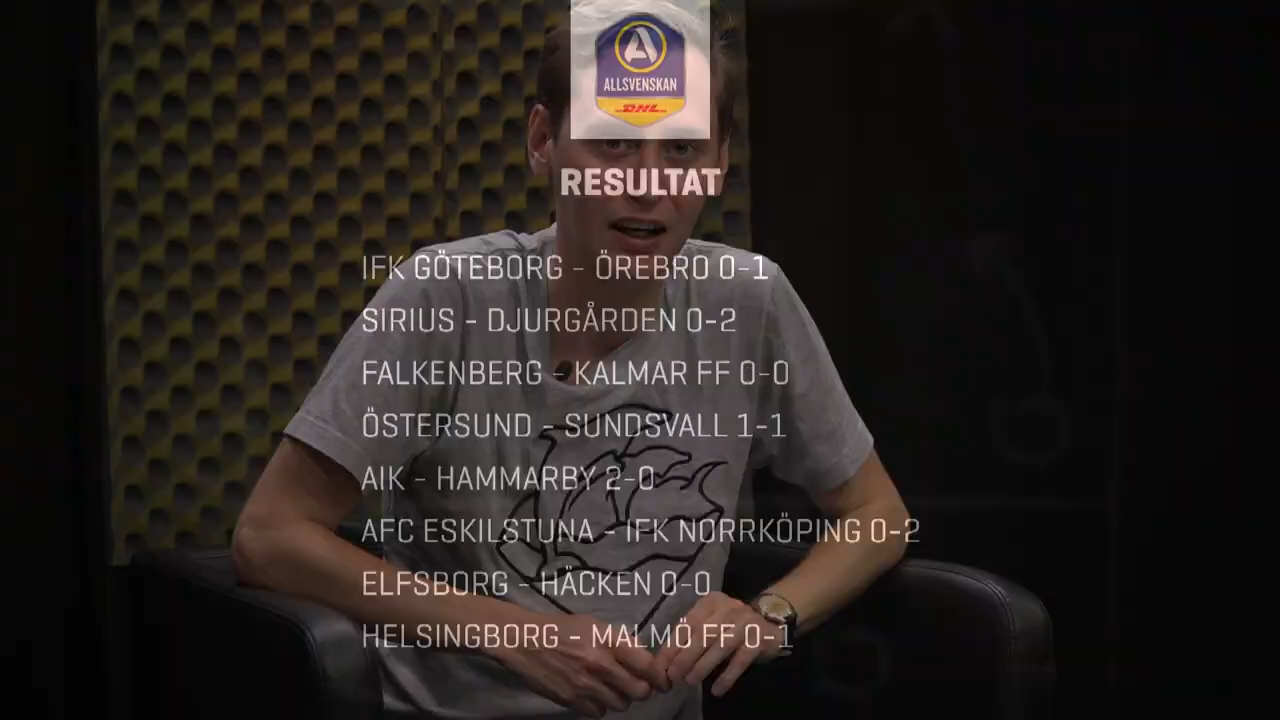 ALLSVENSKAN
DHL
RESULTAT
IFK GÖTEBORG - ÖREBRO 0-1
SIRIUS - DJURGÅRDEN 0-2
FALKENBERG - KALMAR FF 0-0
ÖSTERSUND - SUNDSVALL 1-1
AIK - HAMMARBY 2-0
AFC ESKILSTUNA - IFK NORRKÖPING 0-2
ELFSBORG - HÄCKEN 0-0
HELSINGBORG - MALMÖ FF 0-1